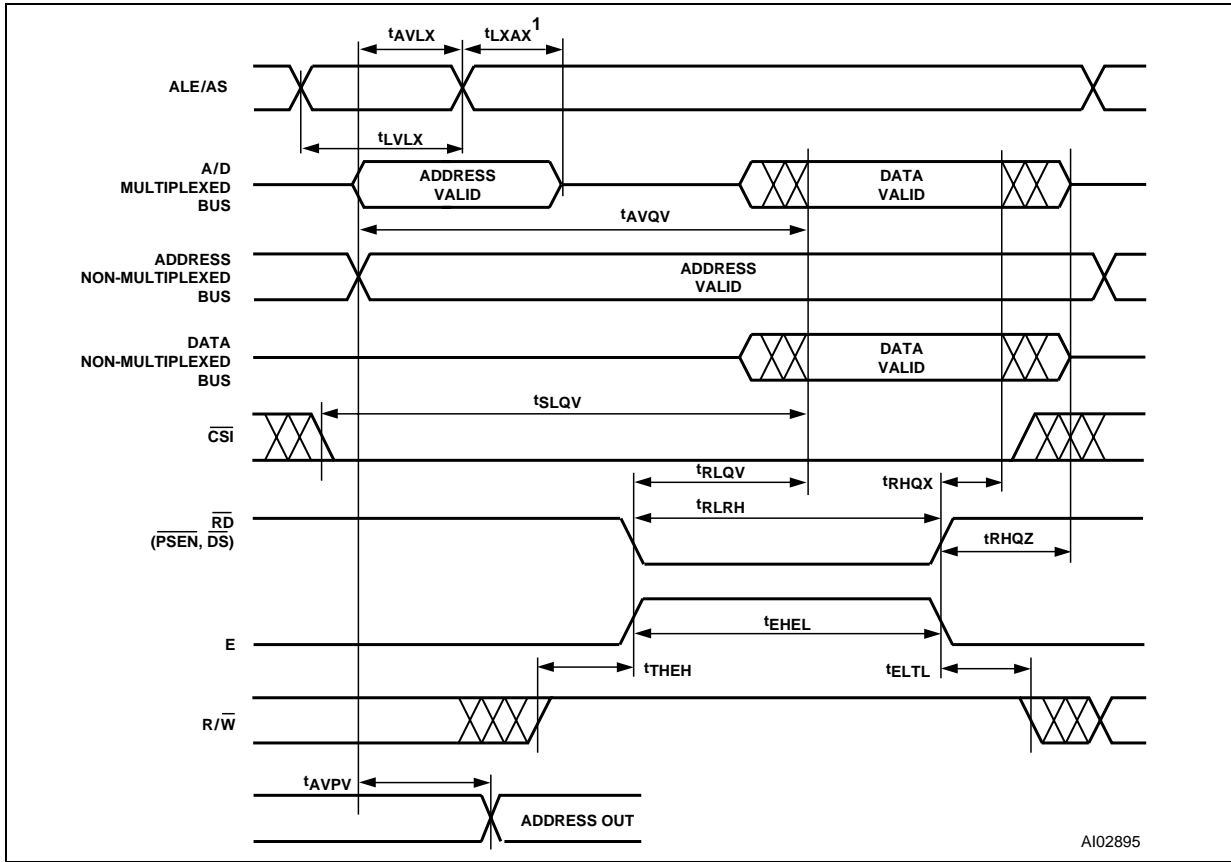 tAVLX
tLXAX 1
ALE/AS
tLVLX
A/D
MULTIPLEXED
BUS
ADDRESS
VALID
DATA
VALID
tAVQV
ADDRESS
NON-MULTIPLEXED
BUS
ADDRESS
VALID
DATA
NON-MULTIPLEXED
BUS
DATA
VALID
tSLQV
CSI
tRLQV
tRHQX
RD
(PSEN, DS)
tRLRH
tRHQZ
E
tEHEL
tTHEH
tELTL
R/W
tAVPV
ADDRESS OUT
AI02895